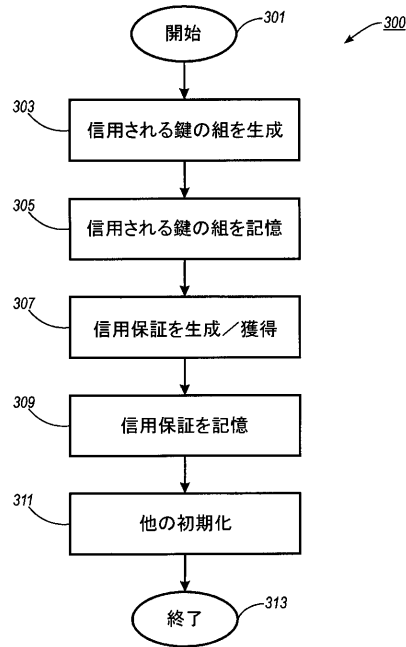 開始
301
300
303
信用される鍵の組を生成
305
信用される鍵の組を記憶
307
信用保証を生成／獲得
309
信用保証を記憶
311
他の初期化
終了
313